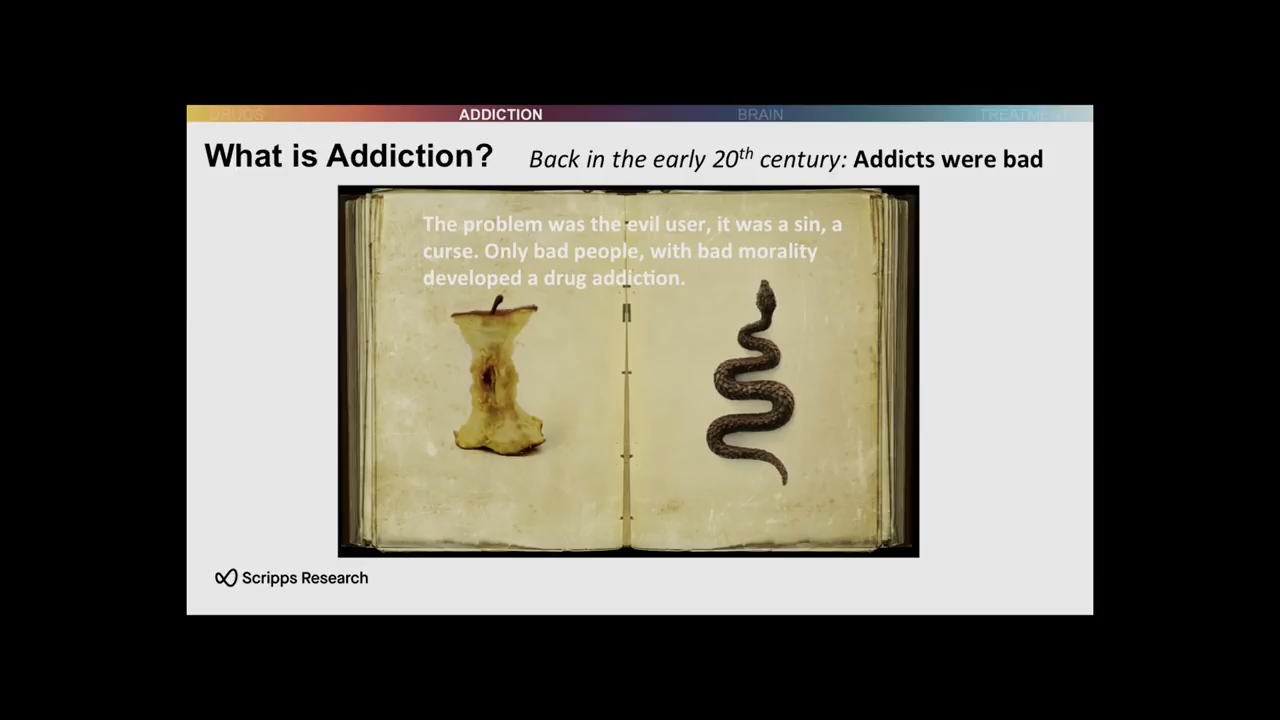 DRUGS ADDICTION BRAIN TREATMENT
What is Addiction? Back in the early 20th century: Addicts were bad
The problem was the evil user, it was a sin, a
curse. Only bad people, with bad morality
developed a drug addiction.
Scripps Research